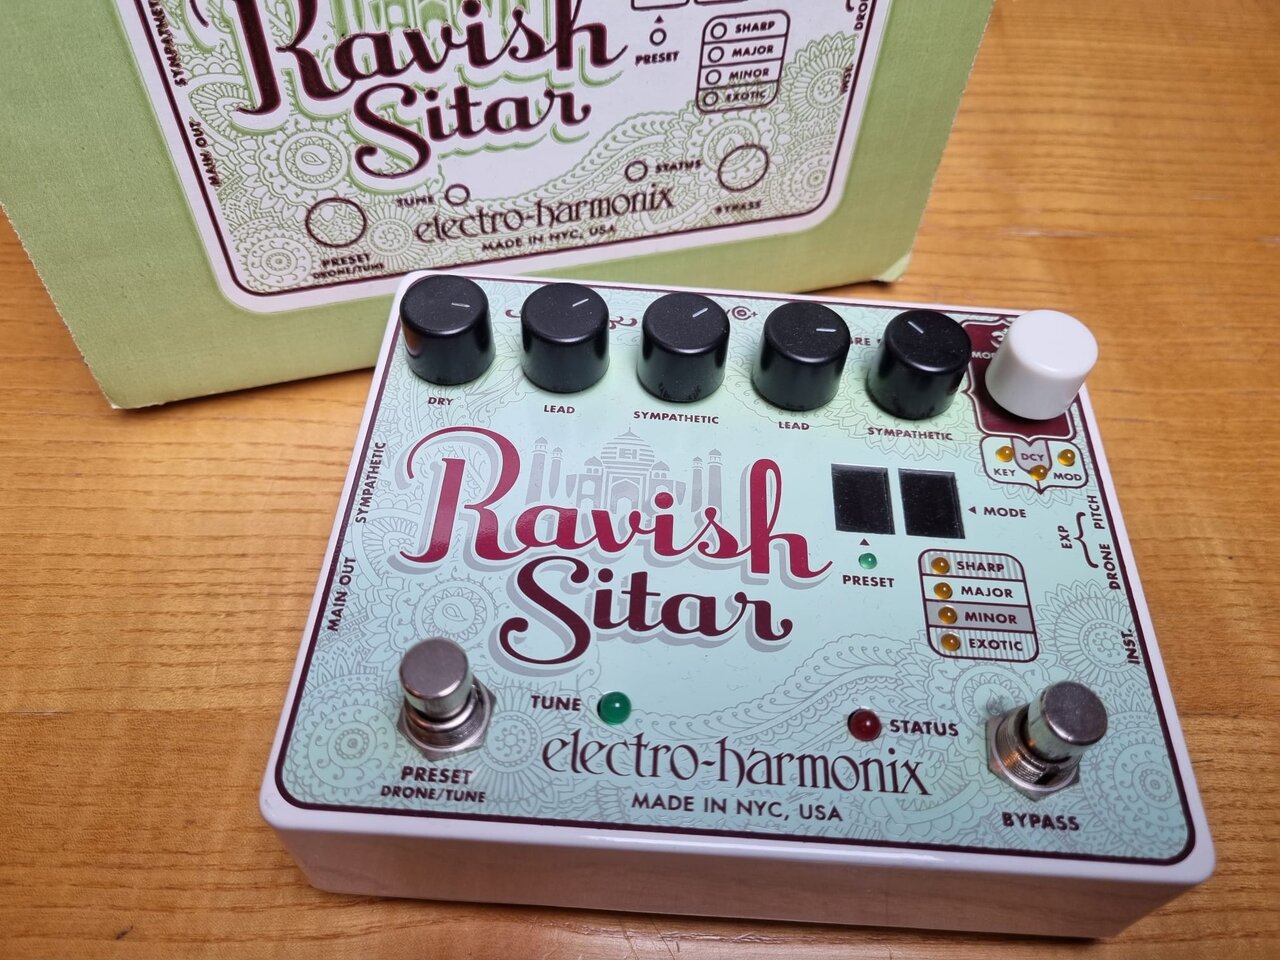 Ravish
Sitar
PRESET
SHARP
MAJOR
MINOR
EXOTIC
MAIN OUT
TUNE
STATUS
electro-harmonix
MADE IN NYC, USA
PRESET
DRONE/TUNE
BYPASS
DRY
LEAD
SYMPATHETIC
LEAD
SYMPATHETIC
KEY
DCY
MOD
SYMPATHETIC
MAIN OUT
Ravish
Sitar
MODE
PRESET
EXP
PITCH
DRONE
INST.
SHARP
MAJOR
MINOR
EXOTIC
TUNE
STATUS
electro-harmonix
MADE IN NYC, USA
PRESET
DRONE/TUNE
BYPASS